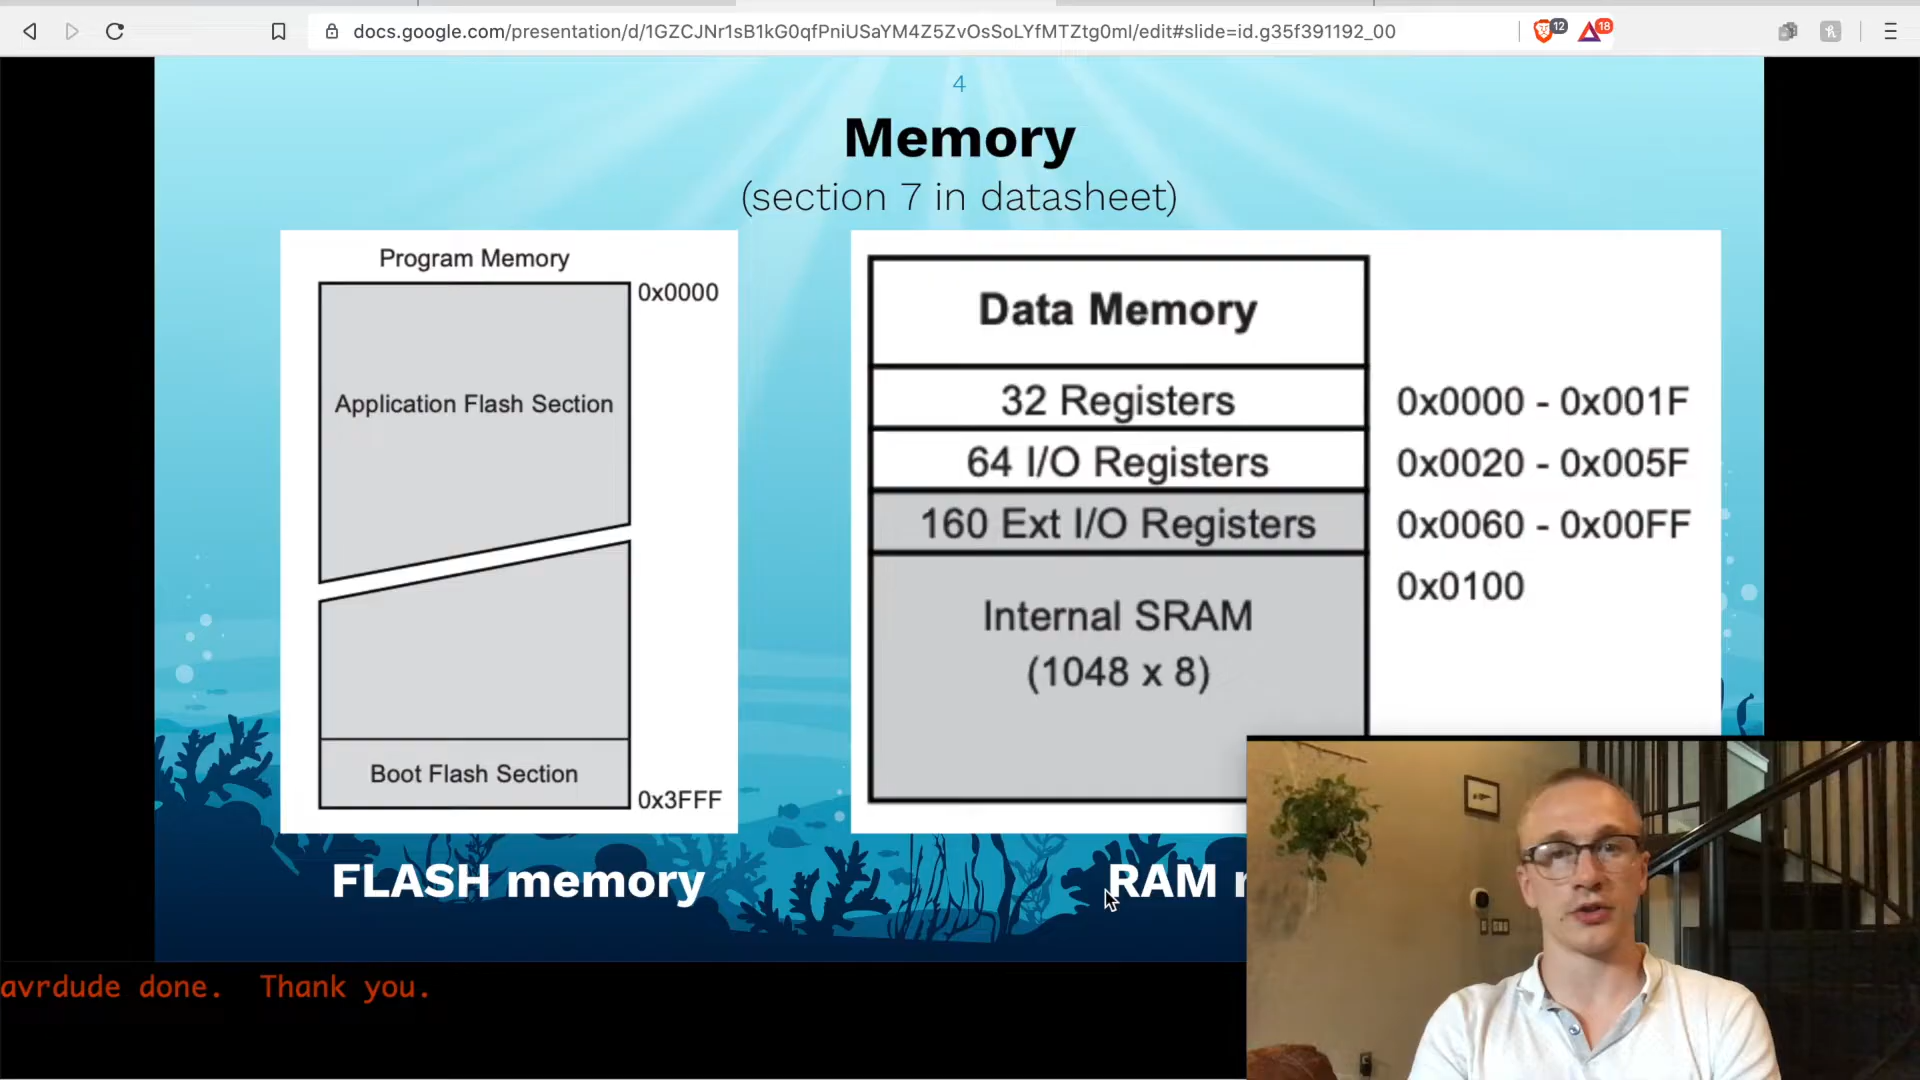 docs.google.com/presentation/d/1GZCJNr1sB1kG0qfPniUSaYM4Z5ZvOsSoLYfMTZtg0ml/edit#slide=id.g35f391192_00
12
18
4
Memory
(section 7 in datasheet)
Program Memory
0x0000
Application Flash Section
Boot Flash Section
0x3FFF
FLASH memory
Data Memory
32 Registers
0x0000 - 0x001F
64 I/O Registers
0x0020 - 0x005F
160 Ext I/O Registers
0x0060 - 0x00FF
0x0100
Internal SRAM
(1048 x 8)
RAM
avrdude done. Thank you.